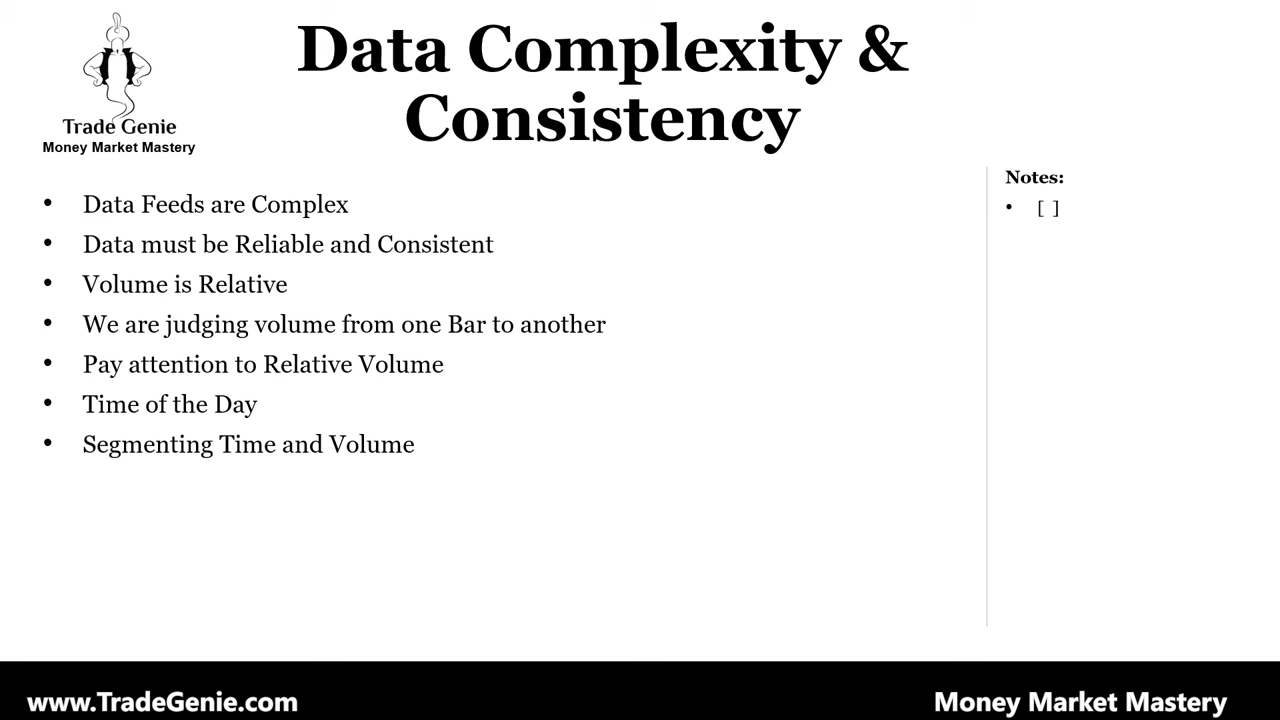 Trade Genie
Money Market Mastery
Data Complexity &
Consistency
• Data Feeds are Complex
• Data must be Reliable and Consistent
• Volume is Relative
• We are judging volume from one Bar to another
• Pay attention to Relative Volume
• Time of the Day
• Segmenting Time and Volume
Notes:
• [ ]
www.TradeGenie.com
Money Market Mastery